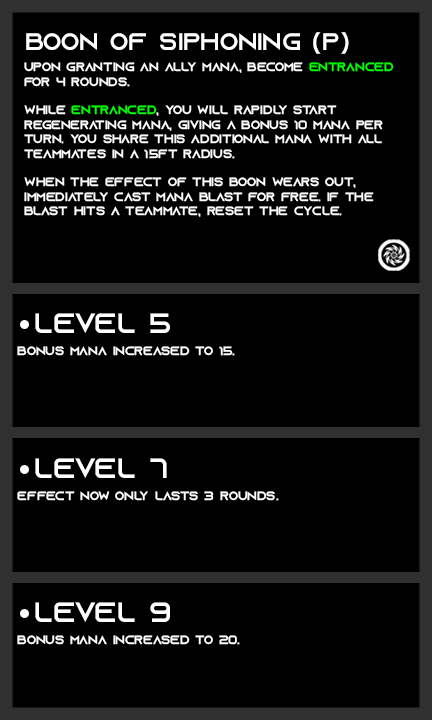 BOON OF SIPHONING (P)
UPON GRANTING AN ALLY MANA, BECOME ENTRANCED
FOR 4 ROUNDS.
WHILE ENTRANCED, YOU WILL RAPIDLY START
REGENERATING MANA, GIVING A BONUS 10 MANA PER
TURN. YOU SHARE THIS ADDITIONAL MANA WITH ALL
TEAMMATES IN A 15FT RADIUS.
WHEN THE EFFECT OF THIS BOON WEARS OUT,
IMMEDIATELY CAST MANA BLAST FOR FREE. IF THE
BLAST HITS A TEAMMATE, RESET THE CYCLE.
•LEVEL 5
BONUS MANA INCREASED TO 15.
•LEVEL 7
EFFECT NOW ONLY LASTS 3 ROUNDS.
•LEVEL 9
BONUS MANA INCREASED TO 20.